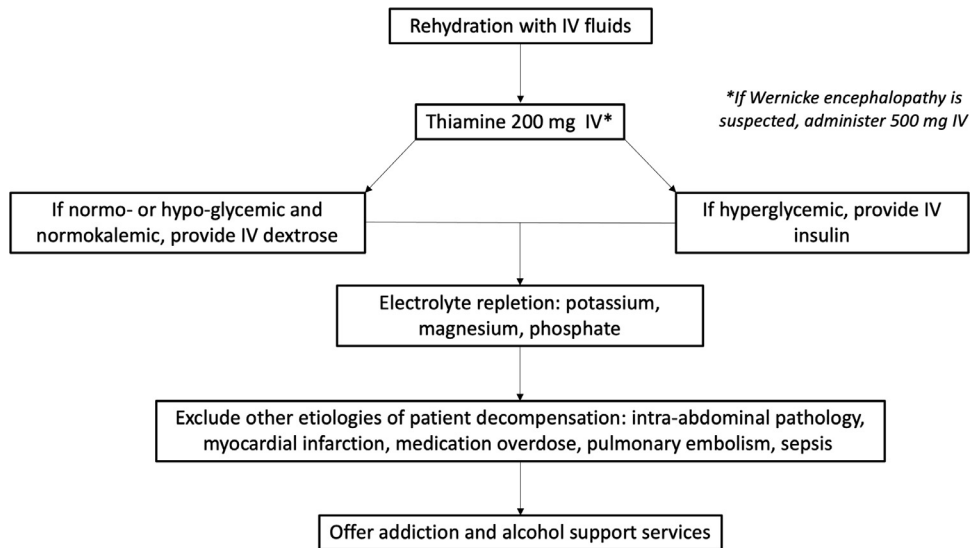 Rehydration with IV fluids
*If Wernicke encephalopathy is
suspected, administer 500 mg IV
Thiamine 200 mg IV*
If normo- or hypo-glycemic and
normokalemic, provide IV dextrose
If hyperglycemic, provide IV
insulin
Electrolyte repletion: potassium,
magnesium, phosphate
Exclude other etiologies of patient decompensation: intra-abdominal pathology,
myocardial infarction, medication overdose, pulmonary embolism, sepsis
Offer addiction and alcohol support services